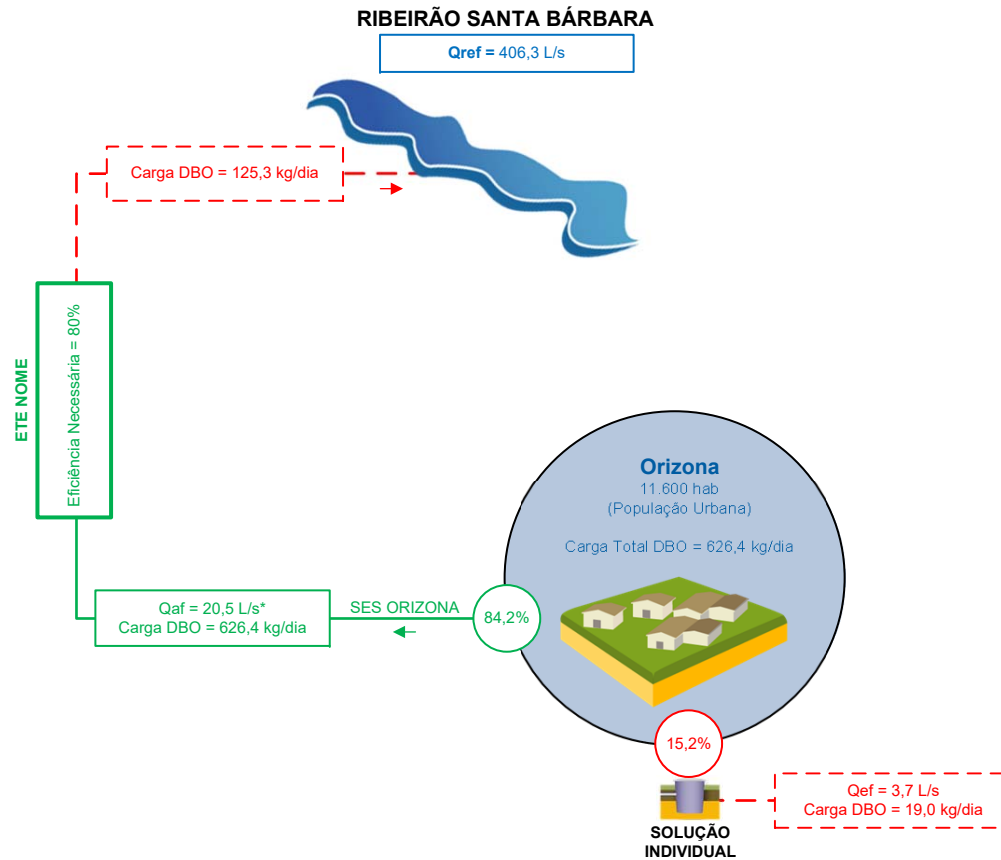 RIBEIRÃO SANTA BÁRBARA
Qref = 406,3 L/s
Carga DBO = 125,3 kg/dia
ETE NOME
Eficiência Necessária = 80%
Orizona
11.600 hab
(População Urbana)
Carga Total DBO = 626,4 kg/dia
Qaf = 20,5 L/s*
Carga DBO = 626,4 kg/dia
SES ORIZONA
84,2%
15,2%
Qef = 3,7 L/s
Carga DBO = 19,0 kg/dia
SOLUÇÃO
INDIVIDUAL